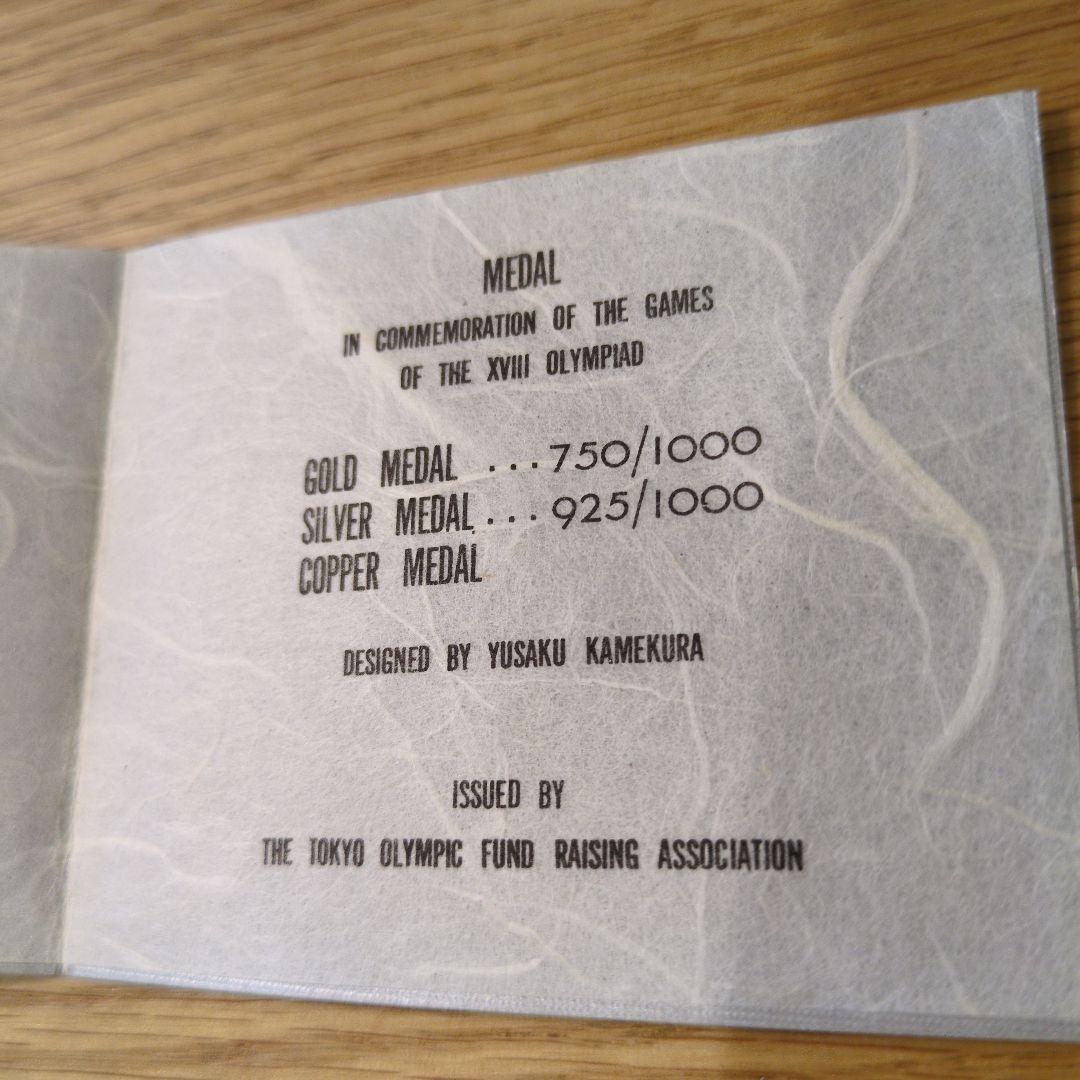 MEDAL
IN COMMEMORATION OF THE GAMES
OF THE XVIII OLYMPIAD
GOLD MEDAL ...750/1000
SILVER MEDAL...925/1000
COPPER MEDAL
DESIGNED BY YUSAKU KAMEKURA
ISSUED BY
THE TOKYO OLYMPIC FUND RAISING ASSOCIATION